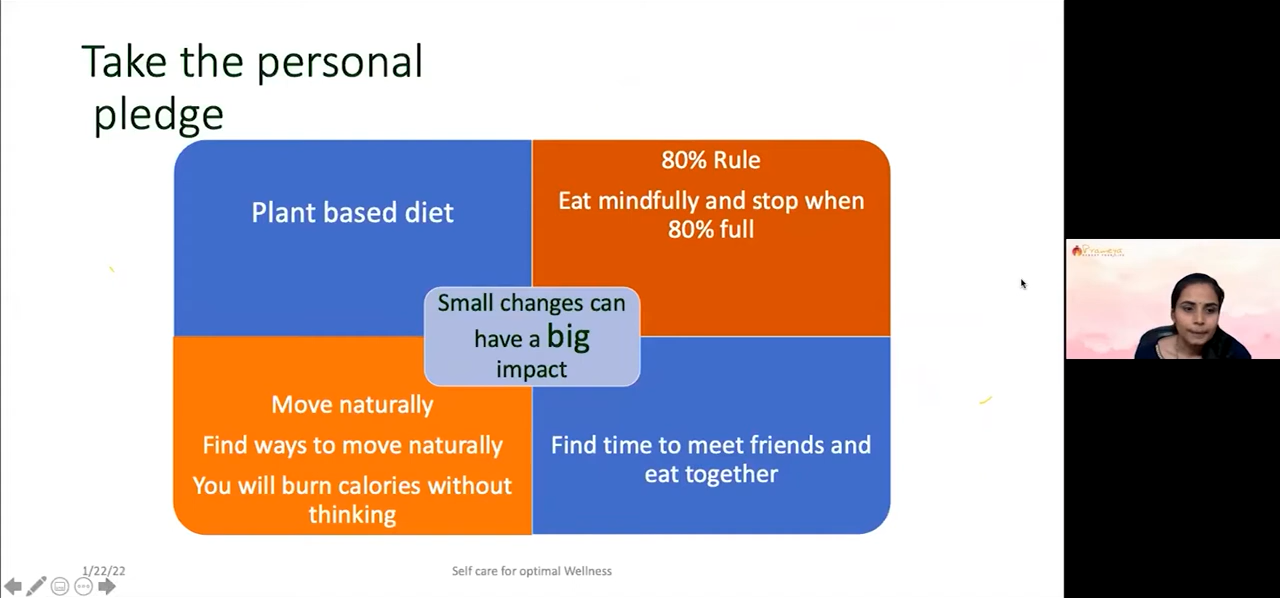 Take the personal
pledge
Plant based diet
80% Rule
Eat mindfully and stop when
80% full
Small changes can
have a big
impact
Move naturally
Find ways to move naturally
You will burn calories without
thinking
Find time to meet friends and
eat together
1/22/22
Self care for optimal Wellness